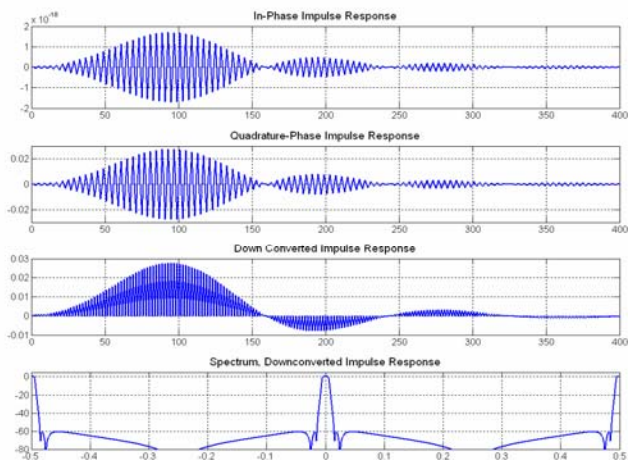 In-Phase Impulse Response
x 10⁻¹⁸
2
1
0
-1
-2
0 50 100 150 200 250 300 350 400
Quadrature-Phase Impulse Response
0.02
0
-0.02
0 50 100 150 200 250 300 350 400
Down Converted Impulse Response
0.03
0.02
0.01
0
-0.01
0 50 100 150 200 250 300 350 400
Spectrum, Downconverted Impulse Response
0
-20
-40
-60
-80
-0.5 -0.4 -0.3 -0.2 -0.1 0 0.1 0.2 0.3 0.4 0.5